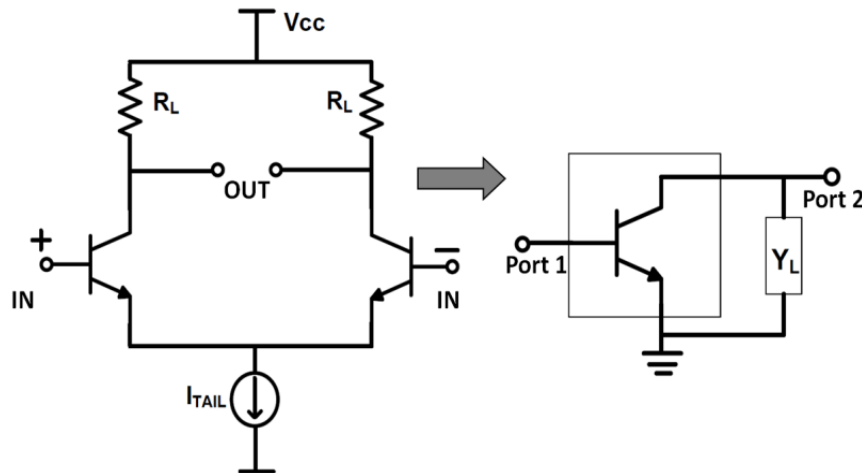 Vcc
RL
RL
OUT
+
IN
−
IN
ITAIL
Port 1
Port 2
YL